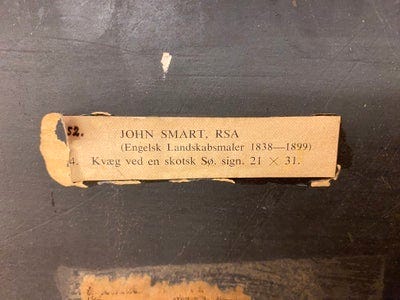 52.
JOHN SMART, RSA
(Engelsk Landskabsmaler 1838—1899)
4. Kvæg ved en skotsk Sø. sign. 21 × 31.